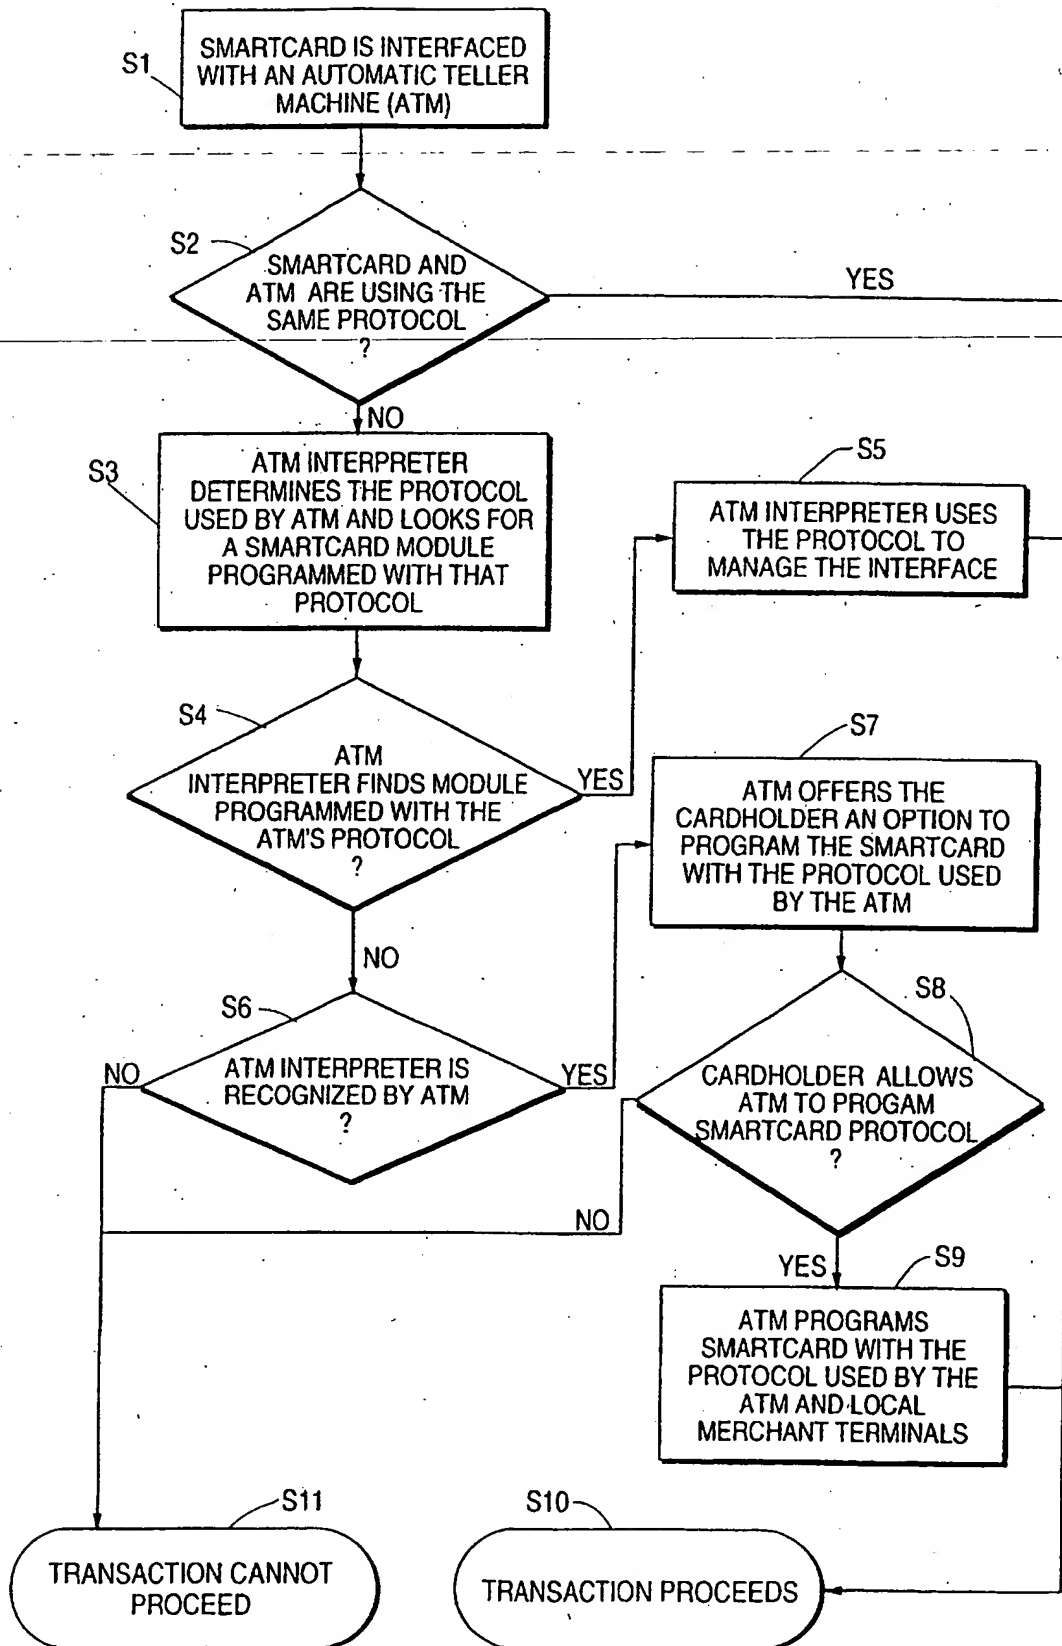 S1
SMARTCARD IS INTERFACED
WITH AN AUTOMATIC TELLER
MACHINE (ATM)
S2
SMARTCARD AND
ATM ARE USING THE
SAME PROTOCOL
?
YES
NO
S3
ATM INTERPRETER
DETERMINES THE PROTOCOL
USED BY ATM AND LOOKS FOR
A SMARTCARD MODULE
PROGRAMMED WITH THAT
PROTOCOL
S5
ATM INTERPRETER USES
THE PROTOCOL TO
MANAGE THE INTERFACE
S4
ATM
INTERPRETER FINDS MODULE
PROGRAMMED WITH THE
ATM'S PROTOCOL
?
YES
NO
S7
ATM OFFERS THE
CARDHOLDER AN OPTION TO
PROGRAM THE SMARTCARD
WITH THE PROTOCOL USED
BY THE ATM
S6
ATM INTERPRETER IS
RECOGNIZED BY ATM
?
NO
YES
S8
CARDHOLDER ALLOWS
ATM TO PROGAM
SMARTCARD PROTOCOL
?
NO
YES
S9
ATM PROGRAMS
SMARTCARD WITH THE
PROTOCOL USED BY THE
ATM AND LOCAL
MERCHANT TERMINALS
S11
TRANSACTION CANNOT
PROCEED
S10
TRANSACTION PROCEEDS